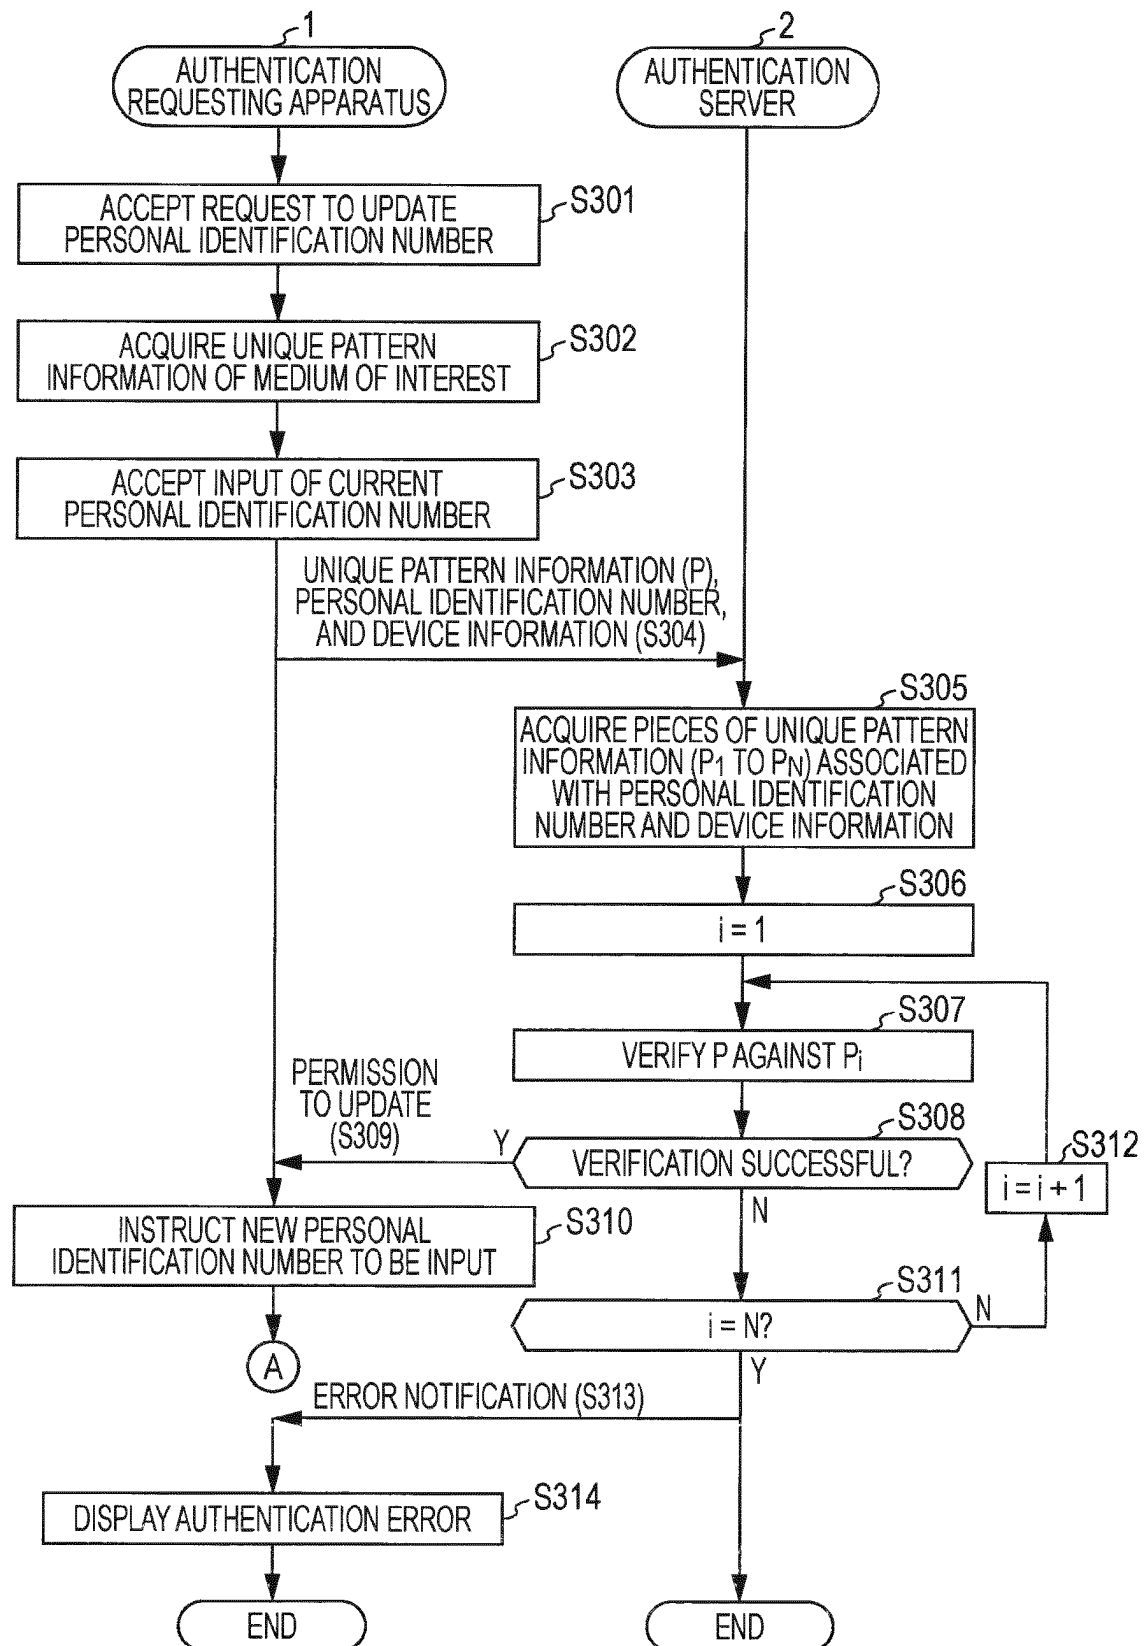 1
AUTHENTICATION
REQUESTING APPARATUS
2
AUTHENTICATION
SERVER
S301
ACCEPT REQUEST TO UPDATE
PERSONAL IDENTIFICATION NUMBER
S302
ACQUIRE UNIQUE PATTERN
INFORMATION OF MEDIUM OF INTEREST
S303
ACCEPT INPUT OF CURRENT
PERSONAL IDENTIFICATION NUMBER
UNIQUE PATTERN INFORMATION (P),
PERSONAL IDENTIFICATION NUMBER,
AND DEVICE INFORMATION (S304)
S305
ACQUIRE PIECES OF UNIQUE PATTERN
INFORMATION (P1 TO PN) ASSOCIATED
WITH PERSONAL IDENTIFICATION
NUMBER AND DEVICE INFORMATION
S306
i = 1
S307
VERIFY P AGAINST Pi
PERMISSION
TO UPDATE
(S309)
S308
Y
VERIFICATION SUCCESSFUL?
N
S312
i = i + 1
S310
INSTRUCT NEW PERSONAL
IDENTIFICATION NUMBER TO BE INPUT
S311
i = N?
N
Y
A
ERROR NOTIFICATION (S313)
S314
DISPLAY AUTHENTICATION ERROR
END
END